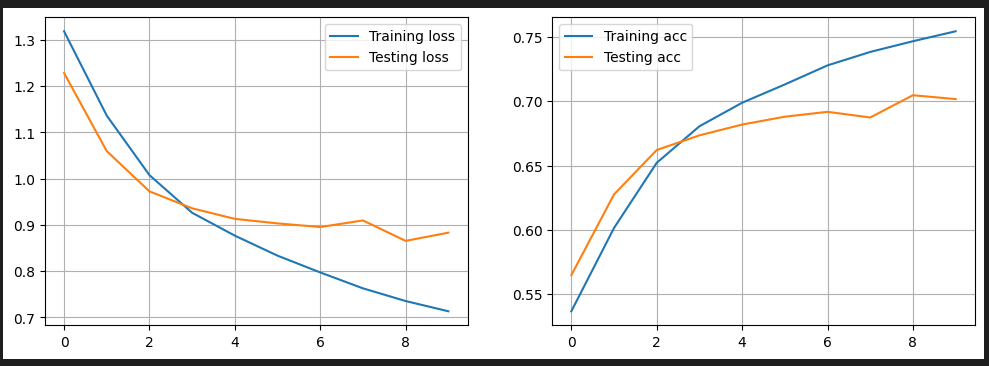 1.3
1.2
1.1
1.0
0.9
0.8
0.7
0 2 4 6 8
Training loss
Testing loss
0.75
0.70
0.65
0.60
0.55
0 2 4 6 8
Training acc
Testing acc